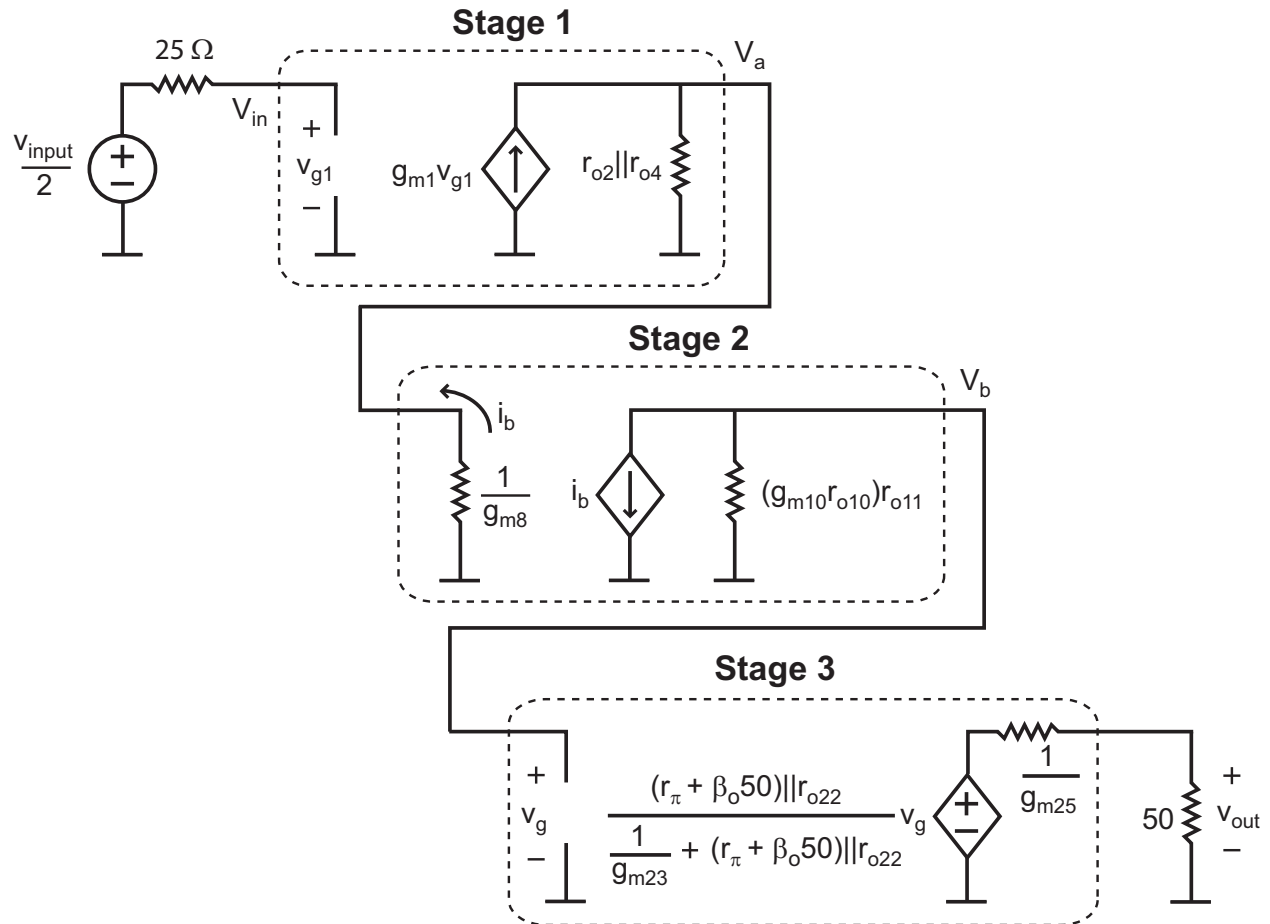 Stage 1
25 Ω
V_a
V_in
+
v_input
2
+
−
+
v_g1
−
g_m1v_g1
r_o2||r_o4
Stage 2
V_b
i_b
1
g_m8
i_b
(g_m10r_o10)r_o11
Stage 3
+
v_g
−
(r_π + β_o50)||r_o22
1
g_m23
+ (r_π + β_o50)||r_o22
v_g
+
−
1
g_m25
50
+
v_out
−